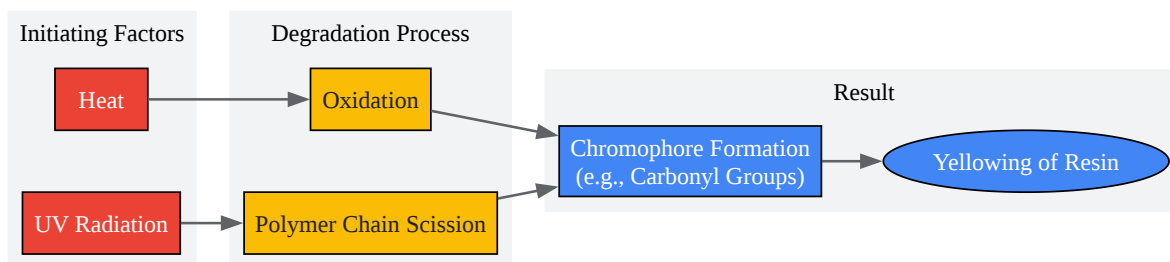 Initiating Factors
Degradation Process
Heat
Oxidation
Result
Chromophore Formation
(e.g., Carbonyl Groups)
Yellowing of Resin
UV Radiation
Polymer Chain Scission